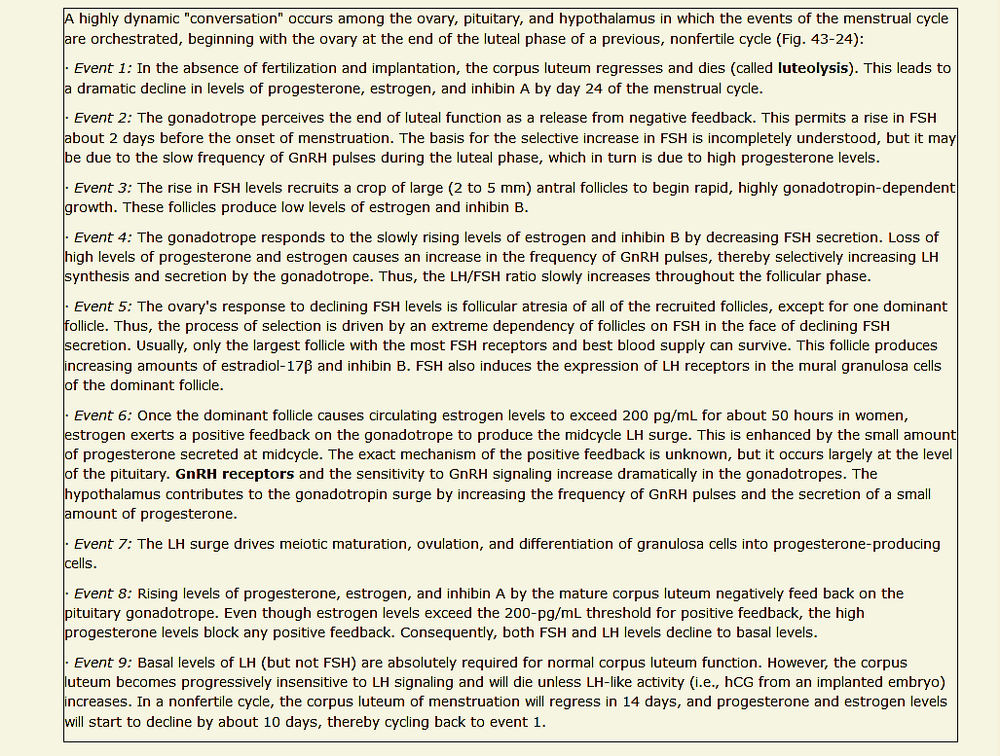 A highly dynamic "conversation" occurs among the ovary, pituitary, and hypothalamus in which the events of the menstrual cycle
are orchestrated, beginning with the ovary at the end of the luteal phase of a previous, nonfertile cycle (Fig. 43-24):
· Event 1: In the absence of fertilization and implantation, the corpus luteum regresses and dies (called luteolysis). This leads to
a dramatic decline in levels of progesterone, estrogen, and inhibin A by day 24 of the menstrual cycle.
· Event 2: The gonadotrope perceives the end of luteal function as a release from negative feedback. This permits a rise in FSH
about 2 days before the onset of menstruation. The basis for the selective increase in FSH is incompletely understood, but it may
be due to the slow frequency of GnRH pulses during the luteal phase, which in turn is due to high progesterone levels.
· Event 3: The rise in FSH levels recruits a crop of large (2 to 5 mm) antral follicles to begin rapid, highly gonadotropin-dependent
growth. These follicles produce low levels of estrogen and inhibin B.
· Event 4: The gonadotrope responds to the slowly rising levels of estrogen and inhibin B by decreasing FSH secretion. Loss of
high levels of progesterone and estrogen causes an increase in the frequency of GnRH pulses, thereby selectively increasing LH
synthesis and secretion by the gonadotrope. Thus, the LH/FSH ratio slowly increases throughout the follicular phase.
· Event 5: The ovary's response to declining FSH levels is follicular atresia of all of the recruited follicles, except for one dominant
follicle. Thus, the process of selection is driven by an extreme dependency of follicles on FSH in the face of declining FSH
secretion. Usually, only the largest follicle with the most FSH receptors and best blood supply can survive. This follicle produces
increasing amounts of estradiol-17β and inhibin B. FSH also induces the expression of LH receptors in the mural granulosa cells
of the dominant follicle.
· Event 6: Once the dominant follicle causes circulating estrogen levels to exceed 200 pg/mL for about 50 hours in women,
estrogen exerts a positive feedback on the gonadotrope to produce the midcycle LH surge. This is enhanced by the small amount
of progesterone secreted at midcycle. The exact mechanism of the positive feedback is unknown, but it occurs largely at the level
of the pituitary. GnRH receptors and the sensitivity to GnRH signaling increase dramatically in the gonadotropes. The
hypothalamus contributes to the gonadotropin surge by increasing the frequency of GnRH pulses and the secretion of a small
amount of progesterone.
· Event 7: The LH surge drives meiotic maturation, ovulation, and differentiation of granulosa cells into progesterone-producing
cells.
· Event 8: Rising levels of progesterone, estrogen, and inhibin A by the mature corpus luteum negatively feed back on the
pituitary gonadotrope. Even though estrogen levels exceed the 200-pg/mL threshold for positive feedback, the high
progesterone levels block any positive feedback. Consequently, both FSH and LH levels decline to basal levels.
· Event 9: Basal levels of LH (but not FSH) are absolutely required for normal corpus luteum function. However, the corpus
luteum becomes progressively insensitive to LH signaling and will die unless LH-like activity (i.e., hCG from an implanted embryo)
increases. In a nonfertile cycle, the corpus luteum of menstruation will regress in 14 days, and progesterone and estrogen levels
will start to decline by about 10 days, thereby cycling back to event 1.